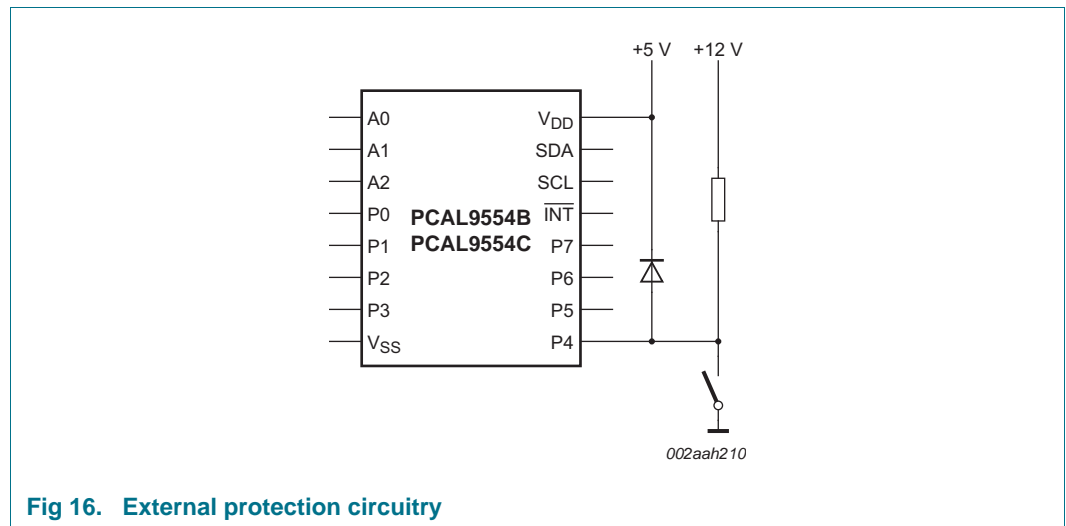 +5 V +12 V
A0 VDD
A1 SDA
A2 SCL
P0 PCAL9554B INT
P1 PCAL9554C P7
P2 P6
P3 P5
VSS P4
002aah210
Fig 16. External protection circuitry